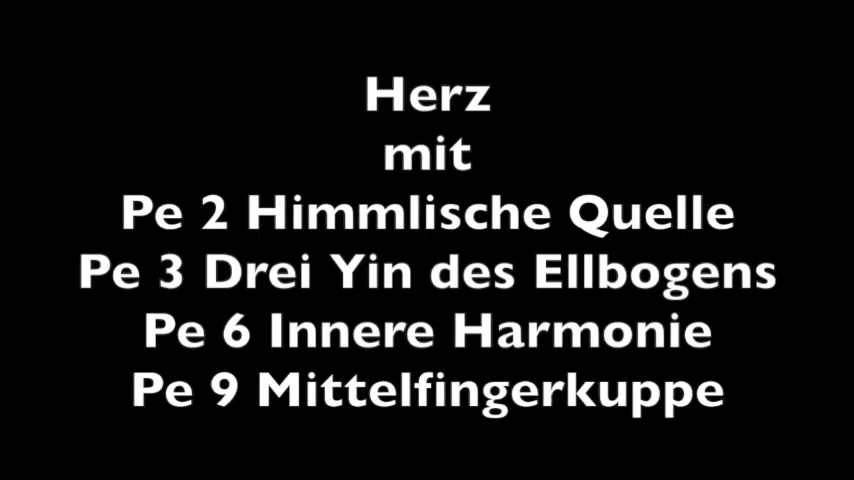 Herz
mit
Pe 2 Himmlische Quelle
Pe 3 Drei Yin des Ellbogens
Pe 6 Innere Harmonie
Pe 9 Mittelfingerkuppe